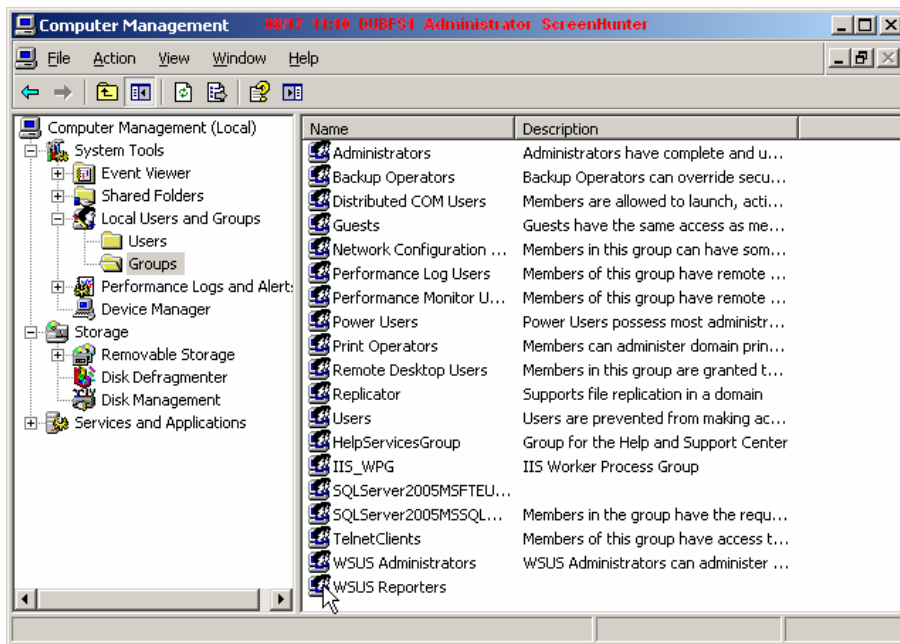 Computer Management 08/17 11:10 DUBFS1 Administrator ScreenHunter
File Action View Window Help
Computer Management (Local)
System Tools
Event Viewer
Shared Folders
Local Users and Groups
Users
Groups
Performance Logs and Alert:
Device Manager
Storage
Removable Storage
Disk Defragmenter
Disk Management
Services and Applications
Name Description
Administrators Administrators have complete and u...
Backup Operators Backup Operators can override secu...
Distributed COM Users Members are allowed to launch, acti...
Guests Guests have the same access as me...
Network Configuration ... Members in this group can have som...
Performance Log Users Members of this group have remote ...
Performance Monitor U... Members of this group have remote ...
Power Users Power Users possess most administr...
Print Operators Members can administer domain prin...
Remote Desktop Users Members in this group are granted t...
Replicator Supports file replication in a domain
Users Users are prevented from making ac...
HelpServicesGroup Group for the Help and Support Center
IIS_WPG IIS Worker Process Group
SQLServer2005MSFTEU...
SQLServer2005MSSQL... Members in the group have the requ...
TelnetClients Members of this group have access t...
WSUS Administrators WSUS Administrators can administer ...
WSUS Reporters